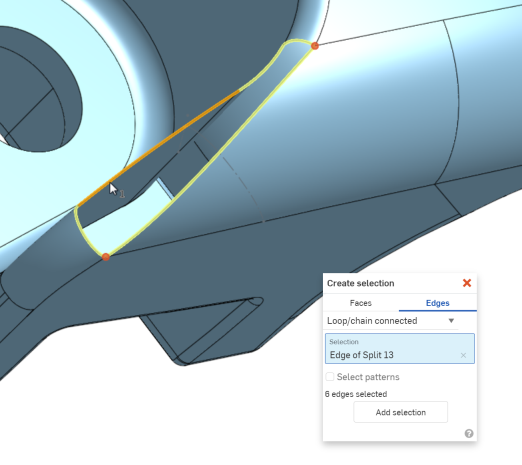 Create selection
Faces
Edges
Loop/chain connected
Selection
Edge of Split 13
Select patterns
6 edges selected
Add selection